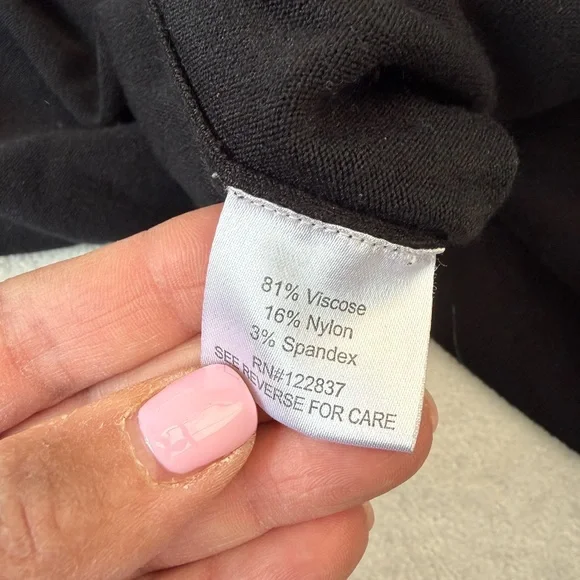 81% Viscose
16% Nylon
3% Spandex
RN#122837
SEE REVERSE FOR CARE